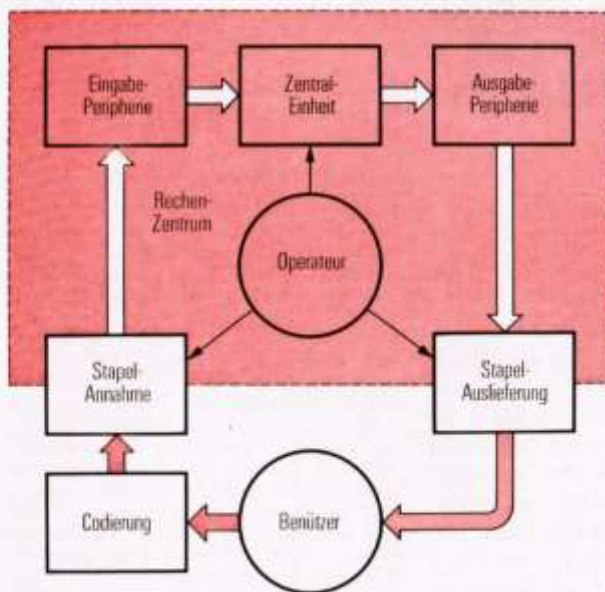 Eingabe-
Peripherie
Zentral-
Einheit
Ausgabe-
Peripherie
Rechen-
Zentrum
Operateur
Stapel-
Annahme
Stapel-
Auslieferung
Codierung
Benützer